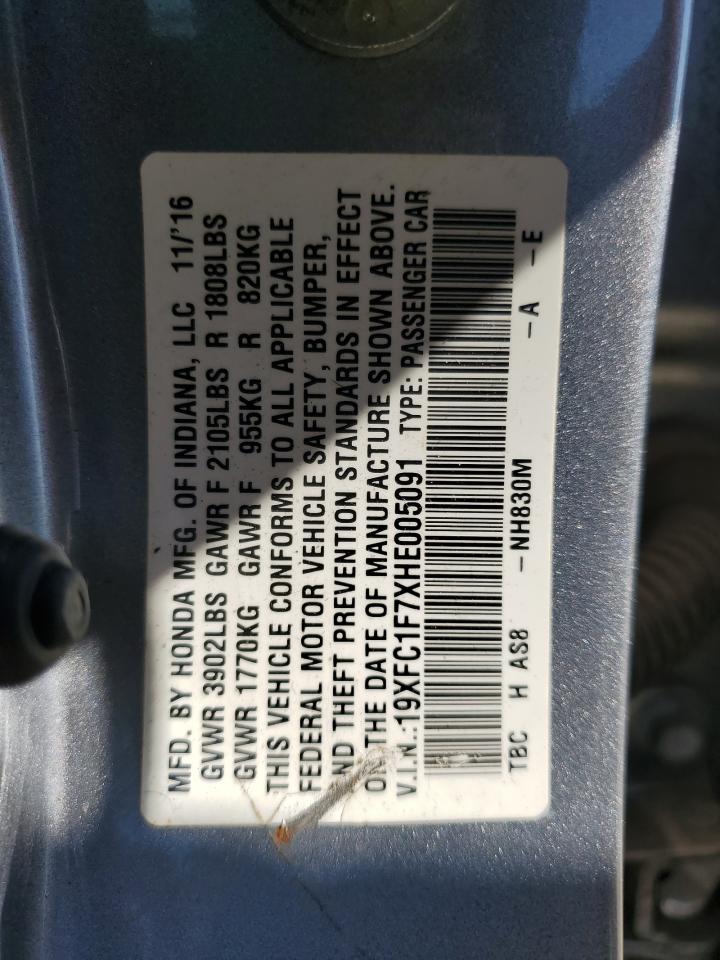 MFD. BY HONDA MFG. OF INDIANA, LLC 11/'16
GVWR 3902LBS GAWR F 2105LBS R 1808LBS
GVWR 1770KG GAWR F 955KG R 820KG
THIS VEHICLE CONFORMS TO ALL APPLICABLE
FEDERAL MOTOR VEHICLE SAFETY, BUMPER,
AND THEFT PREVENTION STANDARDS IN EFFECT
ON THE DATE OF MANUFACTURE SHOWN ABOVE.
V.I.N.:19XFC1F7XHE005091 TYPE: PASSENGER CAR
TBC H AS8 -NH830M -A -E